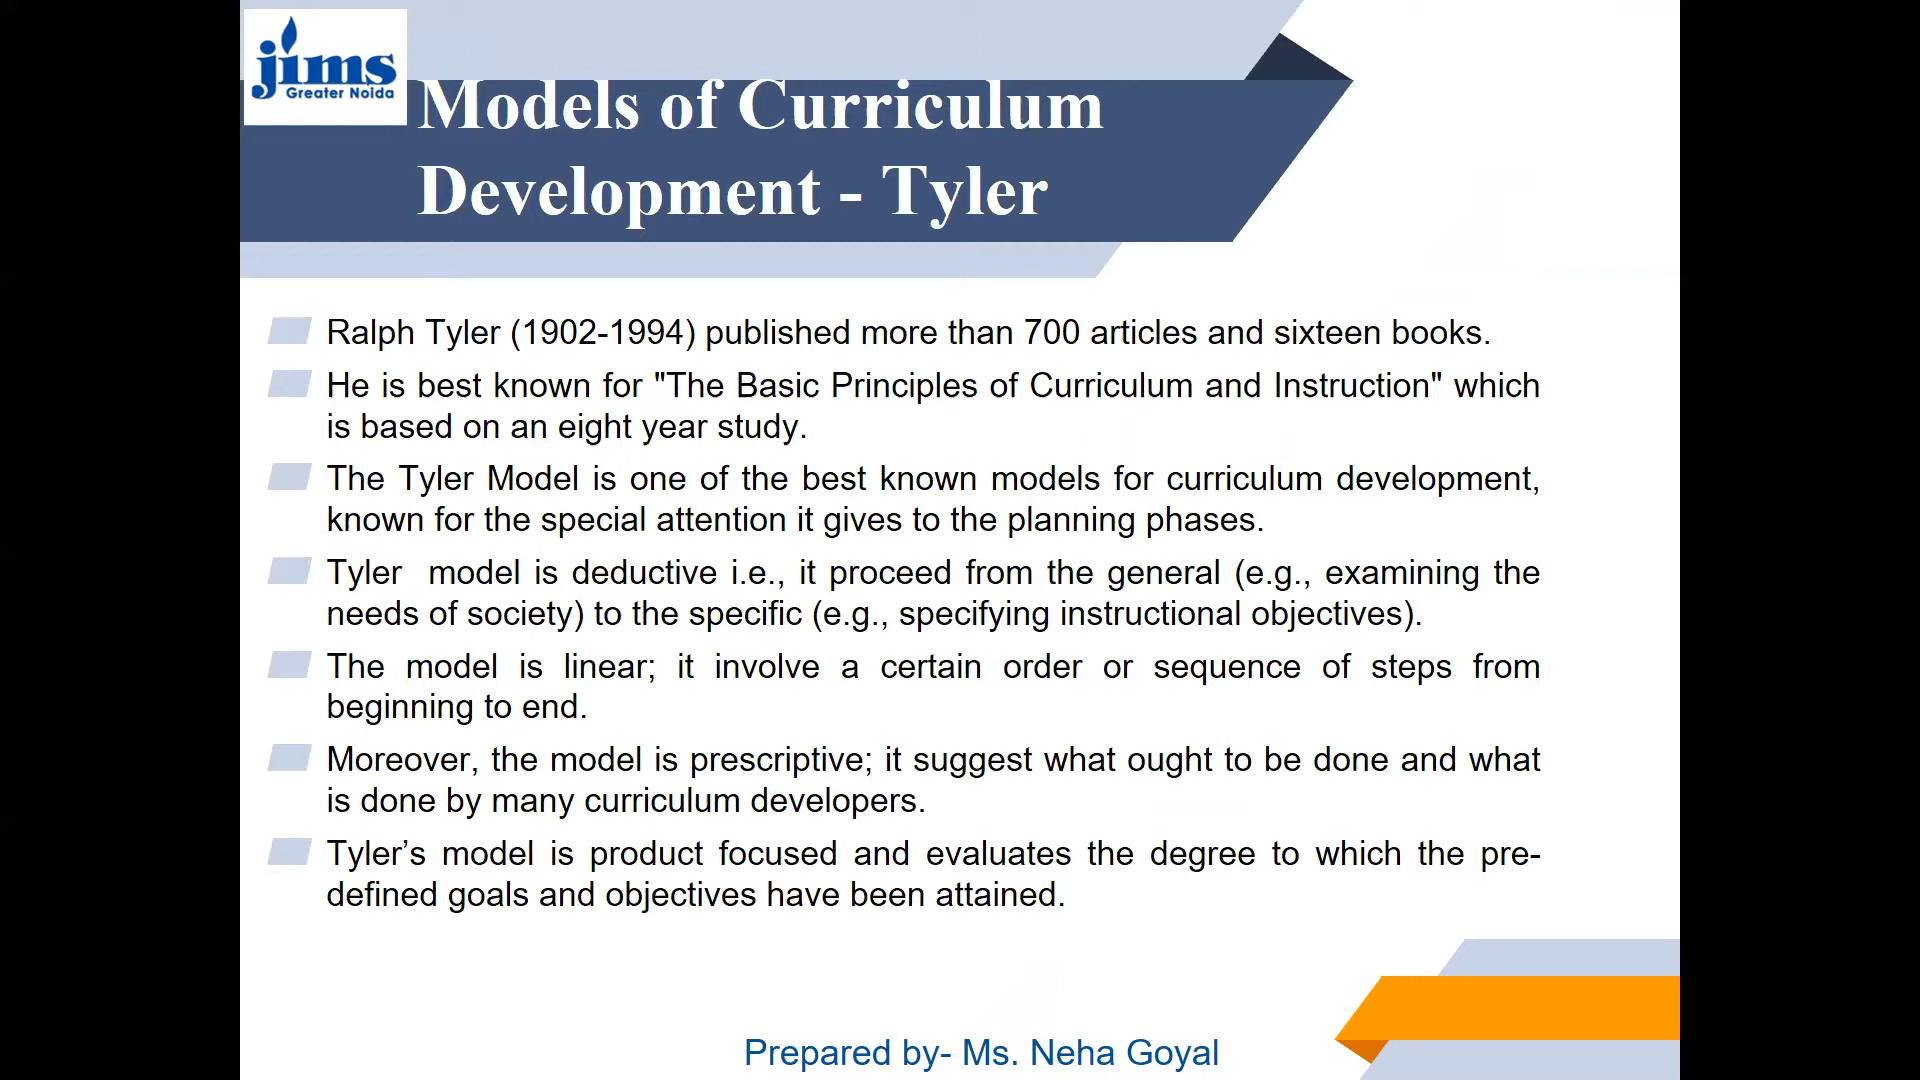 jims
Greater Noida
Models of Curriculum
Development - Tyler
Ralph Tyler (1902-1994) published more than 700 articles and sixteen books.
He is best known for "The Basic Principles of Curriculum and Instruction" which
is based on an eight year study.
The Tyler Model is one of the best known models for curriculum development,
known for the special attention it gives to the planning phases.
Tyler model is deductive i.e., it proceed from the general (e.g., examining the
needs of society) to the specific (e.g., specifying instructional objectives).
The model is linear; it involve a certain order or sequence of steps from
beginning to end.
Moreover, the model is prescriptive; it suggest what ought to be done and what
is done by many curriculum developers.
Tyler’s model is product focused and evaluates the degree to which the pre-
defined goals and objectives have been attained.
Prepared by- Ms. Neha Goyal